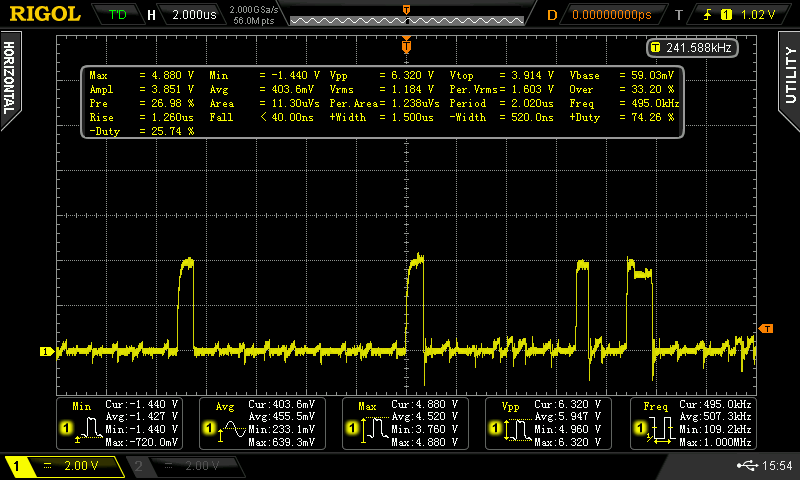 RIGOL T'D H 2.000us 2.000GSa/s D 0.00000000ps T 1 1.02 V
56.0M pts
T
HORIZONTAL
UTILITY
T
T 241.588kHz
Max = 4.880 V Min = -1.440 V Vpp = 6.320 V Vtop = 3.914 V Vbase = 59.03mV
Ampl = 3.851 V Avg = 403.6mV Vrms = 1.184 V Per.Vrms= 1.603 V Over = 33.20 %
Pre = 26.98 % Area = 11.30uVs Per.Area= 1.238uVs Period = 2.020us Freq = 495.0kHz
Rise = 1.260us Fall < 40.00ns +Width = 1.500us -Width = 520.0ns +Duty = 74.26 %
-Duty = 25.74 %
T
1
Min Cur:-1.440 V
Avg:-1.427 V
1 Min:-1.440 V
Max:-720.0mV
Avg Cur:403.6mV
Avg:455.5mV
1 Min:233.1mV
Max:639.3mV
Max Cur:4.880 V
Avg:4.520 V
1 Min:3.760 V
Max:4.880 V
Vpp Cur:6.320 V
Avg:5.947 V
1 Min:4.960 V
Max:6.320 V
Freq Cur:495.0kHz
Avg:507.3kHz
1 Min:109.2kHz
Max:1.000MHz
1 2.00 V 2 2.00 V 15:54